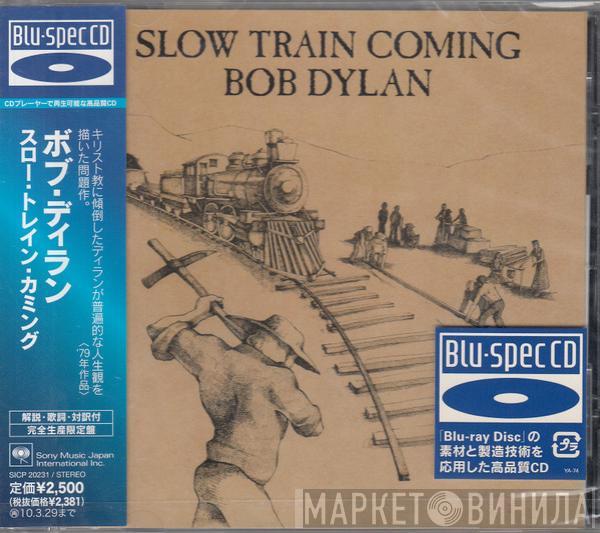 Blu-specCD
CDプレーヤーで再生可能な高品質CD
ボブ・ディラン
スロー・トレイン・カミング
キリスト教に傾倒したディランが普遍的な人生観を
描いた問題作。
〈'79年作品〉
解説・歌詞・対訳付
完全生産限定盤
Sony Music Japan
International Inc.
SICP 20231 / STEREO
定価¥2,500
(税抜価格¥2,381)
10.3.29まで
SLOW TRAIN COMING
BOB DYLAN
Blu-specCD
「Blu-ray Disc」の
素材と製造技術を
応用した高品質CD
プラ
YA-74
МАРКЕТ ВИНИЛА